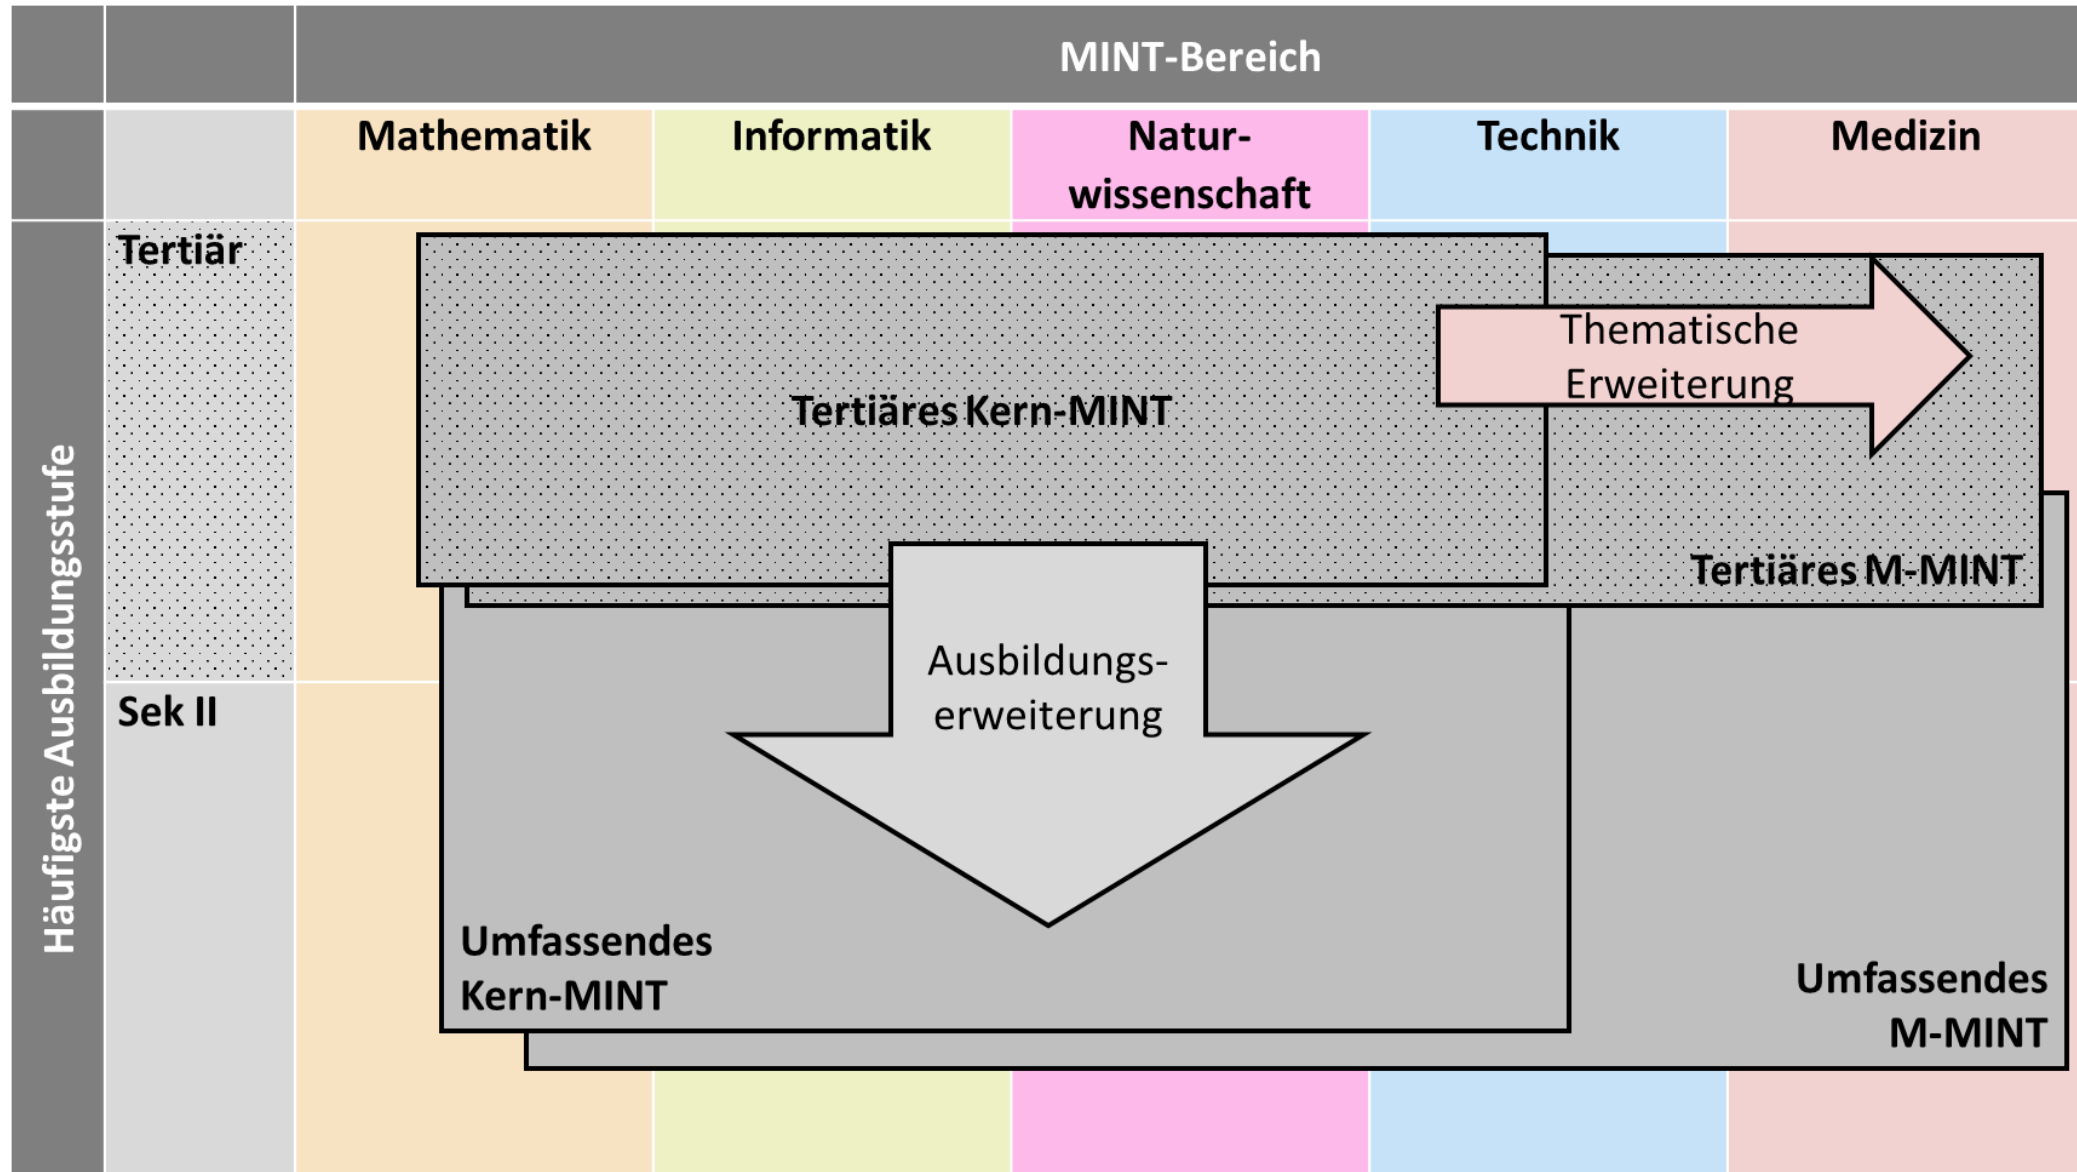 MINT-Bereich
Mathematik
Informatik
Natur-
wissenschaft
Technik
Medizin
Häufigste Ausbildungsstufe
Tertiär
Thematische
Erweiterung
Tertiäres Kern-MINT
Tertiäres M-MINT
Ausbildungs-
erweiterung
Sek II
Umfassendes
Kern-MINT
Umfassendes
M-MINT